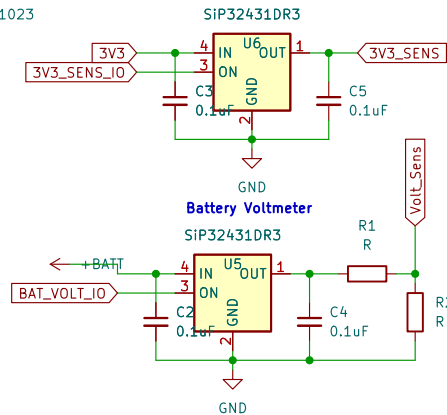 1023
SiP32431DR3
3V3
4
IN
U6
OUT
1
3V3_SENS
3V3_SENS_IO
3
ON
GND
2
C3
0.1uF
C5
0.1uF
GND
Battery Voltmeter
Volt_Sens
SiP32431DR3
+BATT
4
IN
U5
OUT
1
R1
R
BAT_VOLT_IO
3
ON
GND
2
C2
0.1uF
C4
0.1uF
R
GND